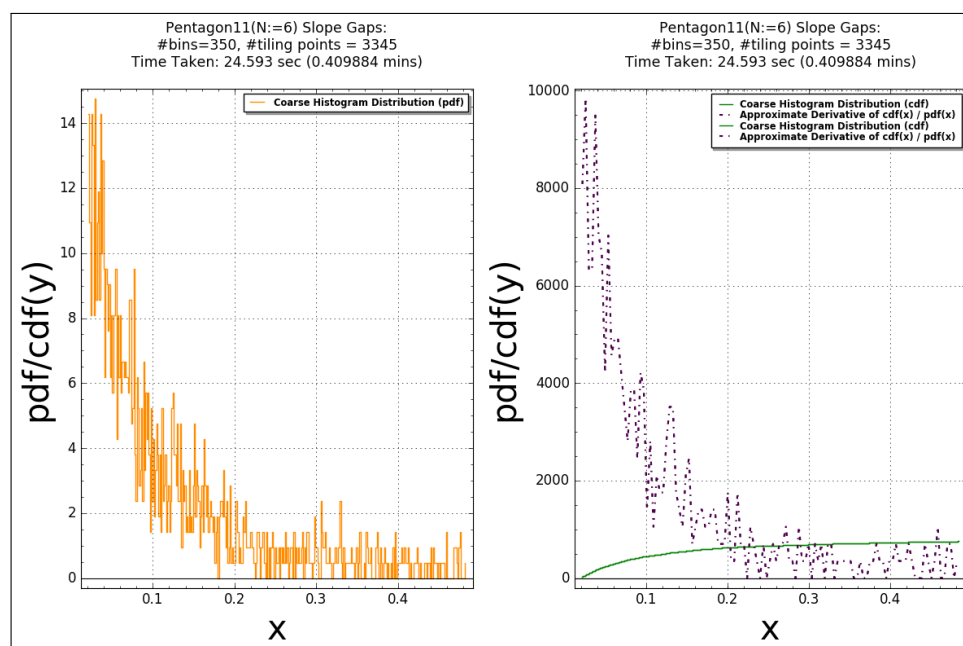 Pentagon11(N:=6) Slope Gaps:
#bins=350, #tiling points = 3345
Time Taken: 24.593 sec (0.409884 mins)
Coarse Histogram Distribution (pdf)
14
12
10
8
6
4
2
0
0.1
0.2
0.3
0.4
pdf/cdf(y)
x
Pentagon11(N:=6) Slope Gaps:
#bins=350, #tiling points = 3345
Time Taken: 24.593 sec (0.409884 mins)
Coarse Histogram Distribution (cdf)
Approximate Derivative of cdf(x) / pdf(x)
Coarse Histogram Distribution (cdf)
Approximate Derivative of cdf(x) / pdf(x)
10000
8000
6000
4000
2000
0
0.1
0.2
0.3
0.4
pdf/cdf(y)
x